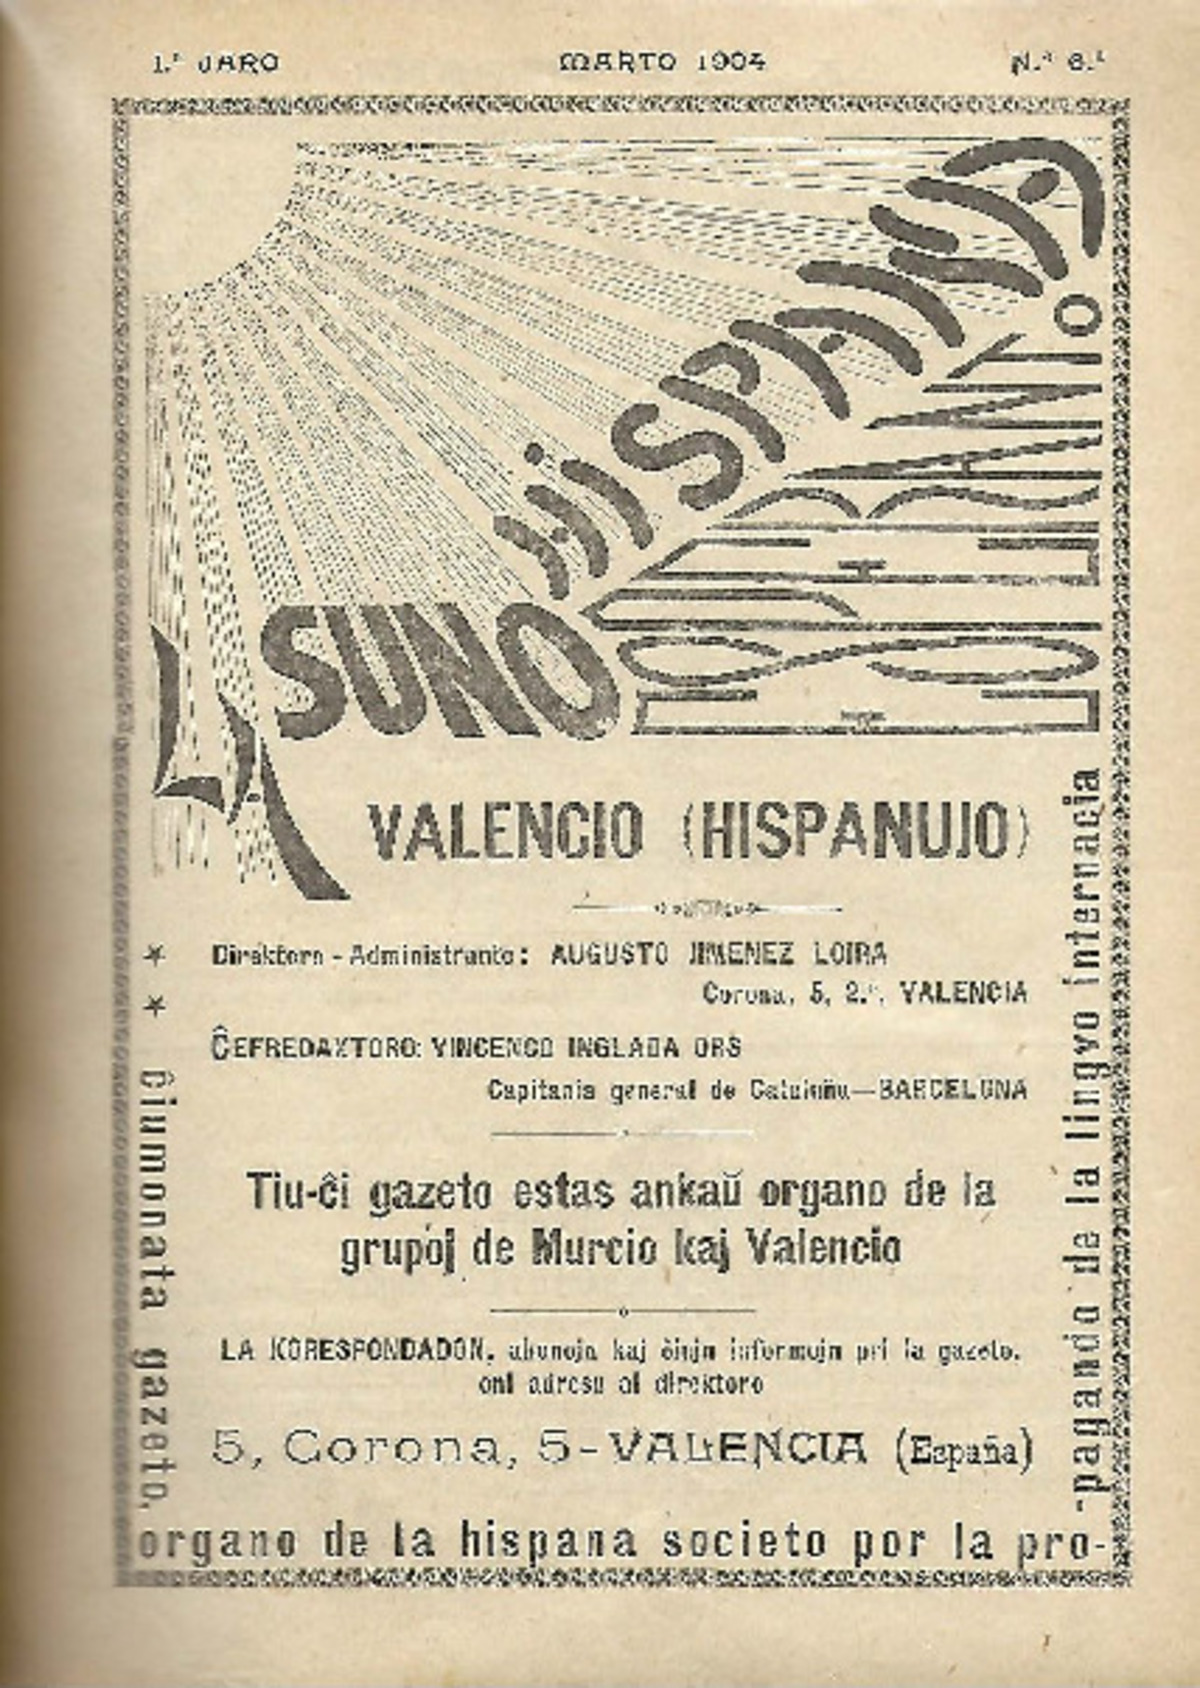 1.ª JARO MARTO 1904 N.º 6.º
LA SUNO HISPANA
ESPERANTO
VALENCIO (HISPANUJO)
Direktoro-Administranto: AUGUSTO JIMENEZ LOIRA
Corona, 5, 2.º, VALENCIA
ĈEFREDAKTORO: VINCENCO INGLADA ORS
Capitania general de Cataluña—BARCELONA
Tiu-ĉi gazeto estas ankaŭ organo de la
grupoj de Murcio kaj Valencio
LA KORESPONDADON, abonojn kaj ĉiujn informojn pri la gazeto,
oni adresu al direktoro
5, Corona, 5-VALENCIA (España)
ĉiumonata gazeto,
organo de la hispana societo por la pro-
-pagando de la lingvo internacia